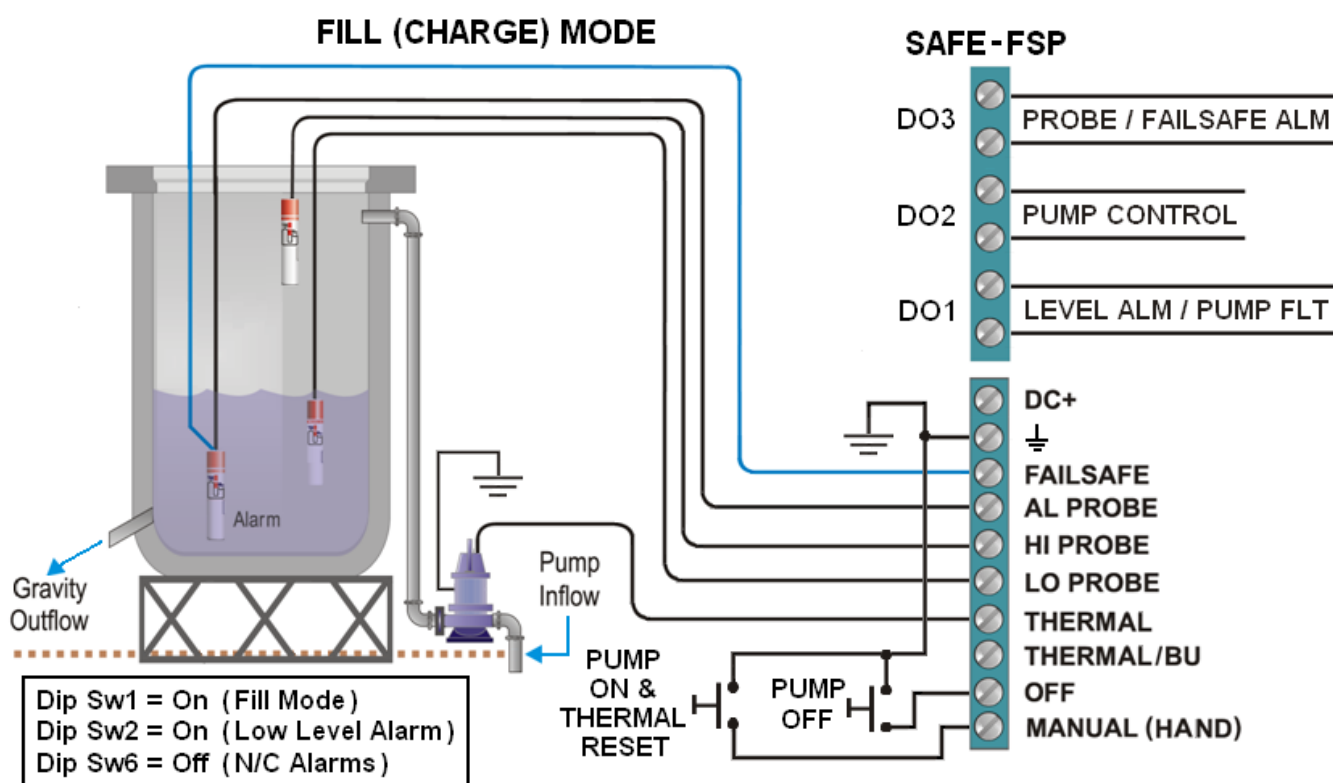 FILL (CHARGE) MODE
SAFE-FSP
DO3
PROBE / FAILSAFE ALM
DO2
PUMP CONTROL
DO1
LEVEL ALM / PUMP FLT
DC+
FAILSAFE
AL PROBE
HI PROBE
LO PROBE
THERMAL
THERMAL/BU
OFF
MANUAL (HAND)
Alarm
Gravity
Outflow
Pump
Inflow
PUMP
ON &
THERMAL
RESET
PUMP
OFF
Dip Sw1 = On (Fill Mode)
Dip Sw2 = On (Low Level Alarm)
Dip Sw6 = Off (N/C Alarms)